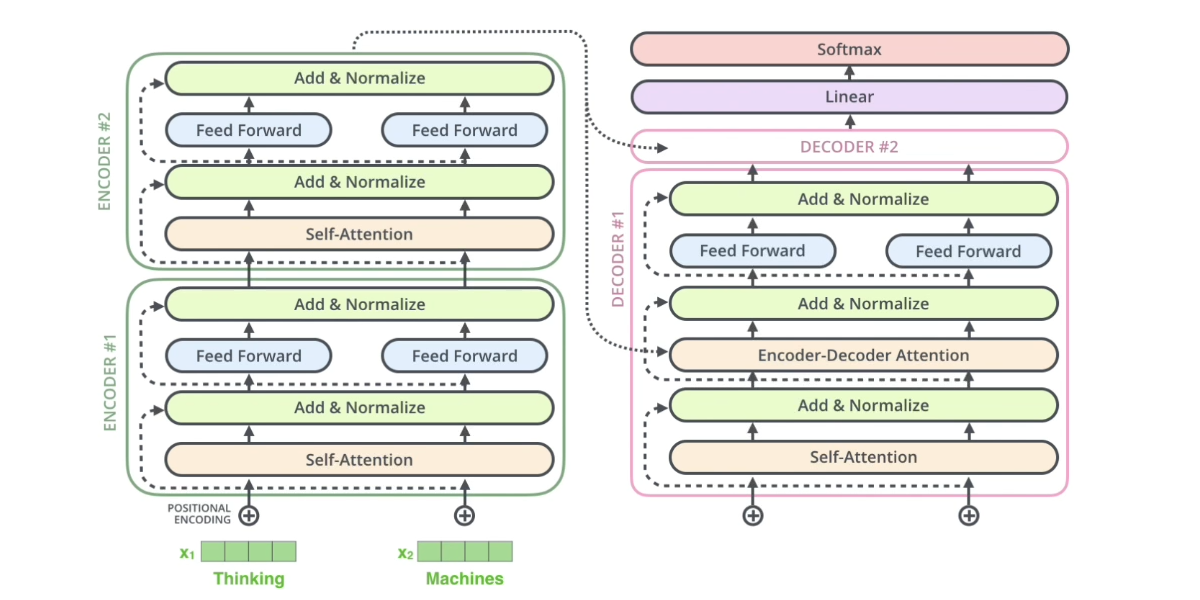 ENCODER #2
Add & Normalize
Feed Forward
Feed Forward
Add & Normalize
Self-Attention
ENCODER #1
Add & Normalize
Feed Forward
Feed Forward
Add & Normalize
Self-Attention
POSITIONAL
ENCODING
x₁
x₂
Thinking
Machines
Softmax
Linear
DECODER #2
DECODER #1
Add & Normalize
Feed Forward
Feed Forward
Add & Normalize
Encoder-Decoder Attention
Add & Normalize
Self-Attention